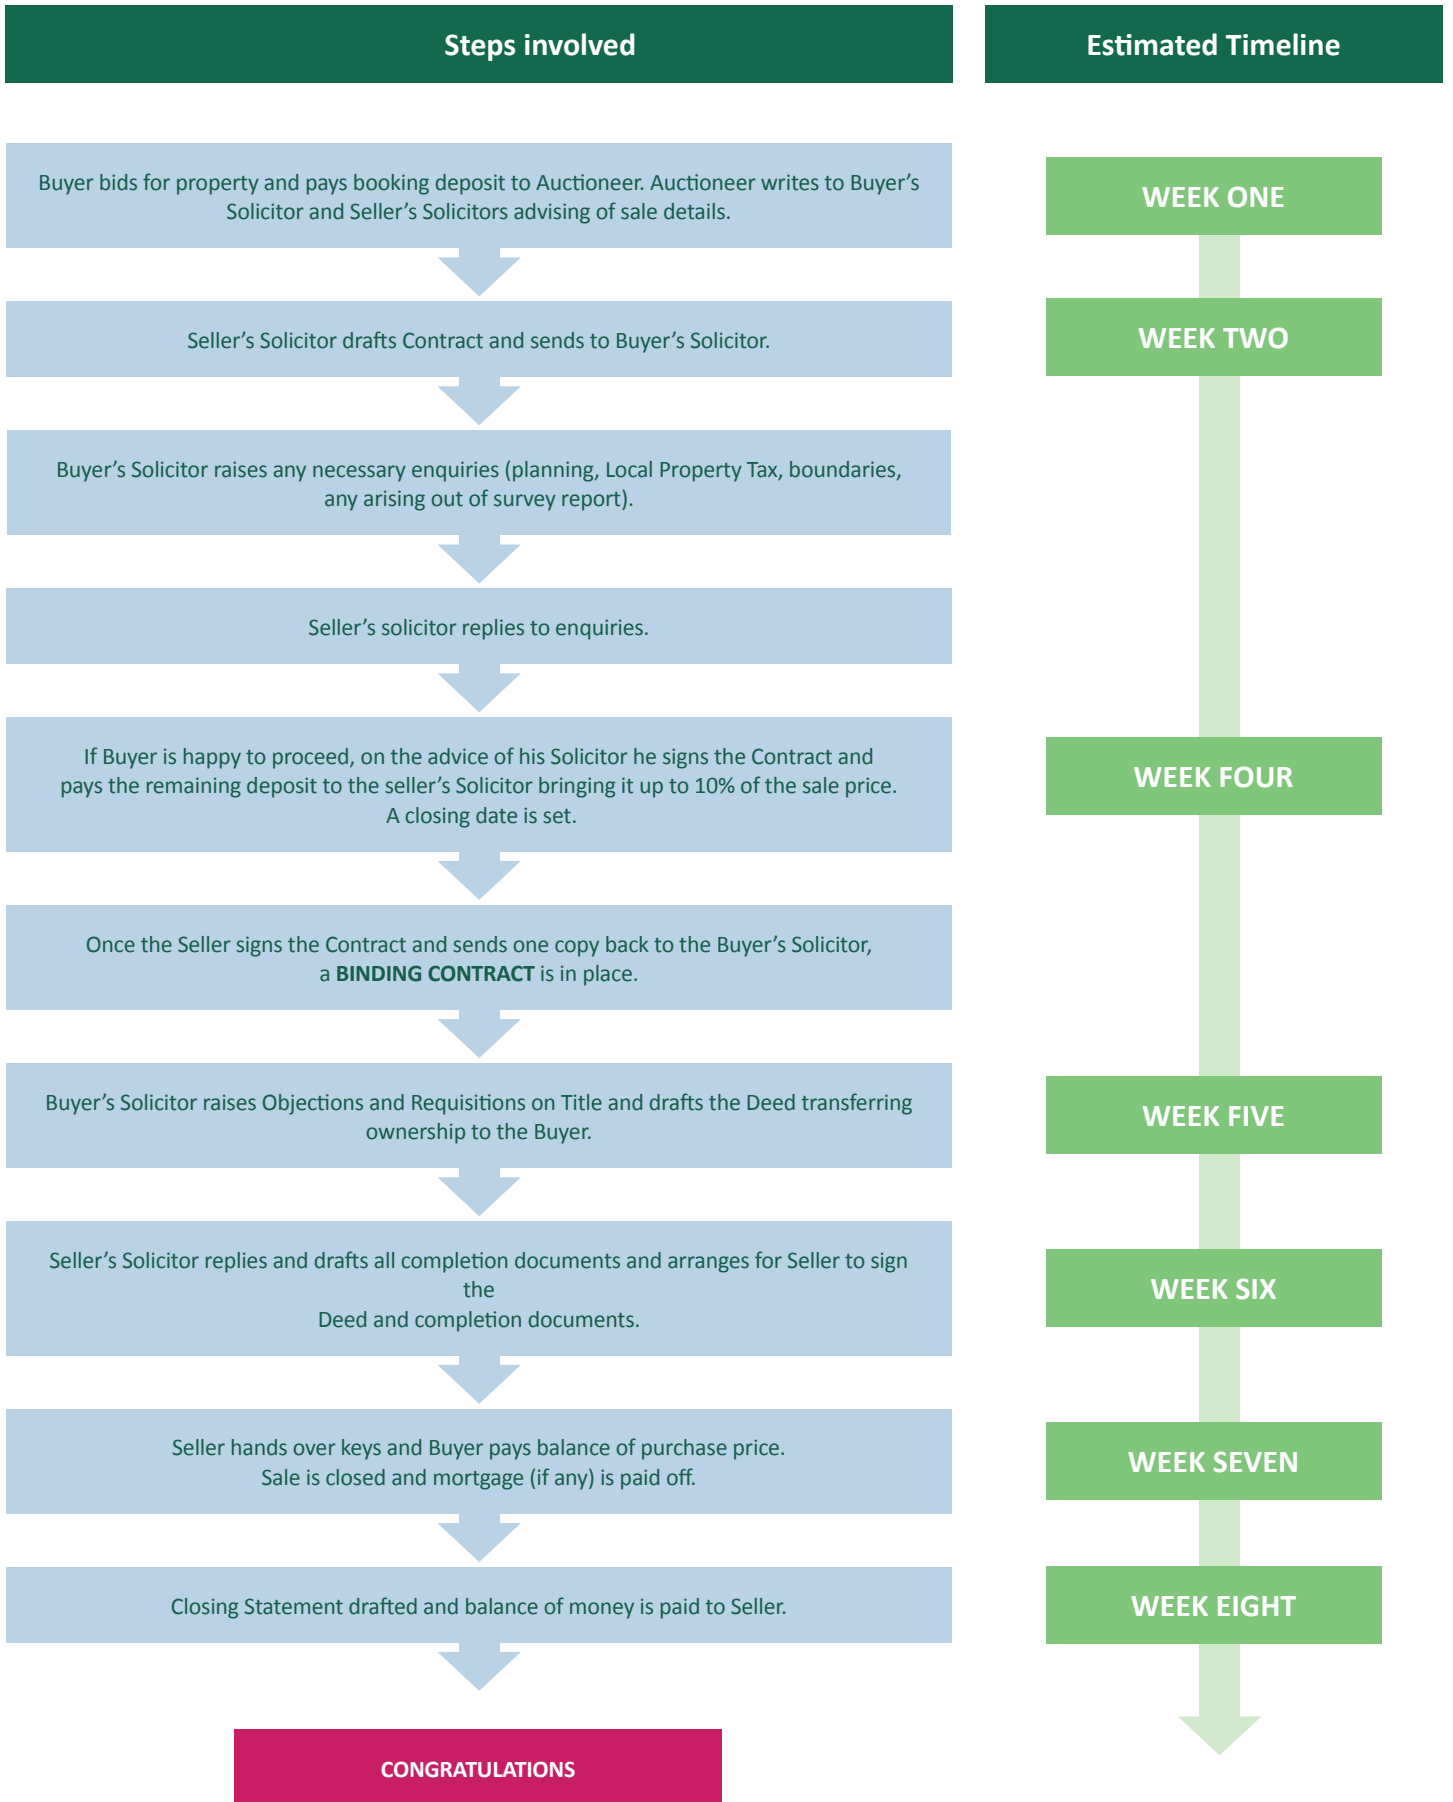 Steps involved
Estimated Timeline
Buyer bids for property and pays booking deposit to Auctioneer. Auctioneer writes to Buyer’s
Solicitor and Seller’s Solicitors advising of sale details.
WEEK ONE
Seller’s Solicitor drafts Contract and sends to Buyer’s Solicitor.
WEEK TWO
Buyer’s Solicitor raises any necessary enquiries (planning, Local Property Tax, boundaries,
any arising out of survey report).
Seller’s solicitor replies to enquiries.
If Buyer is happy to proceed, on the advice of his Solicitor he signs the Contract and
pays the remaining deposit to the seller’s Solicitor bringing it up to 10% of the sale price.
A closing date is set.
WEEK FOUR
Once the Seller signs the Contract and sends one copy back to the Buyer’s Solicitor,
a BINDING CONTRACT is in place.
Buyer’s Solicitor raises Objections and Requisitions on Title and drafts the Deed transferring
ownership to the Buyer.
WEEK FIVE
Seller’s Solicitor replies and drafts all completion documents and arranges for Seller to sign
the
Deed and completion documents.
WEEK SIX
Seller hands over keys and Buyer pays balance of purchase price.
Sale is closed and mortgage (if any) is paid off.
WEEK SEVEN
Closing Statement drafted and balance of money is paid to Seller.
WEEK EIGHT
CONGRATULATIONS